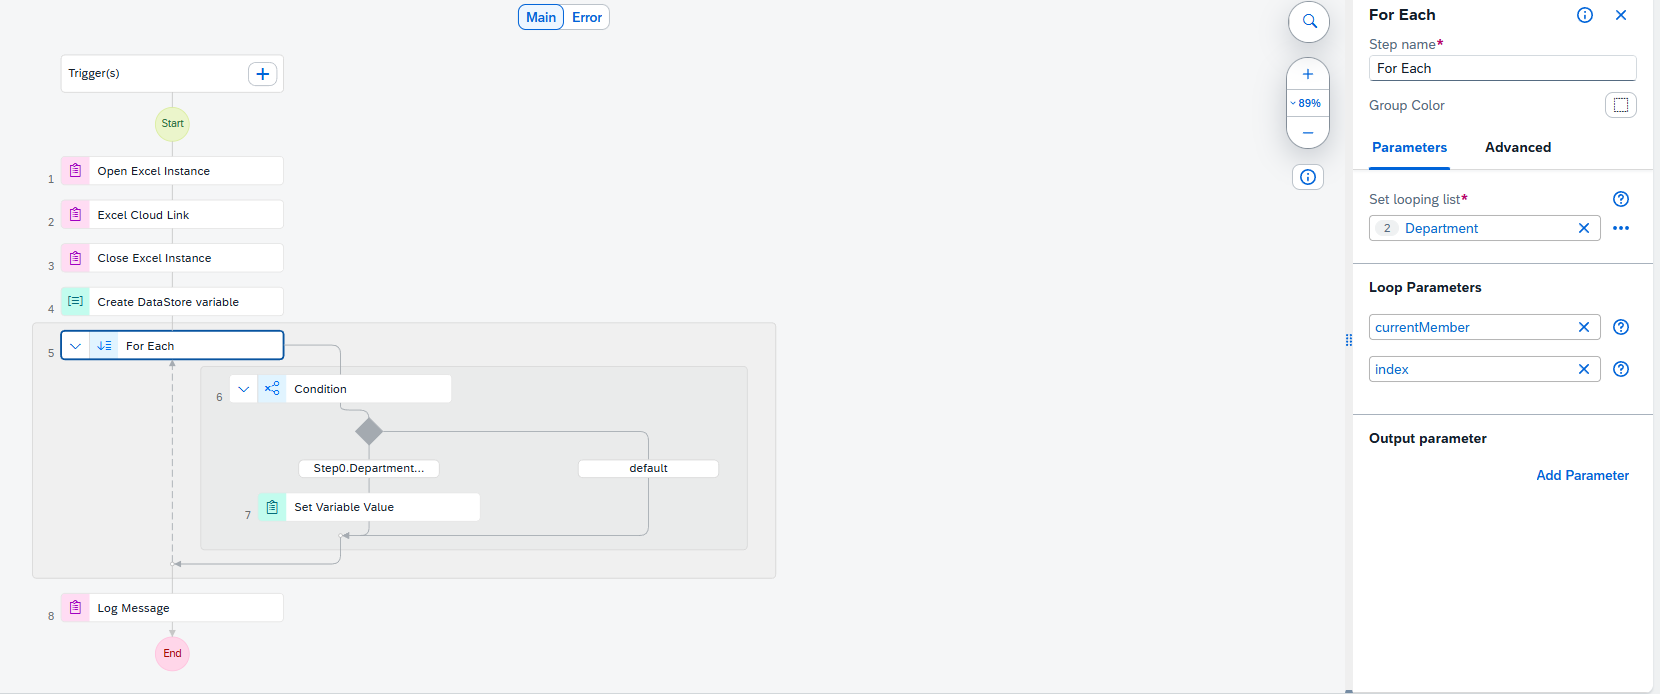 Main Error
Trigger(s)
Start
1 Open Excel Instance
2 Excel Cloud Link
3 Close Excel Instance
4 Create DataStore variable
5 For Each
6 Condition
Step0.Department...
default
7 Set Variable Value
8 Log Message
End
89%
For Each
Step name*
For Each
Group Color
Parameters Advanced
Set looping list*
2 Department
Loop Parameters
currentMember
index
Output parameter
Add Parameter